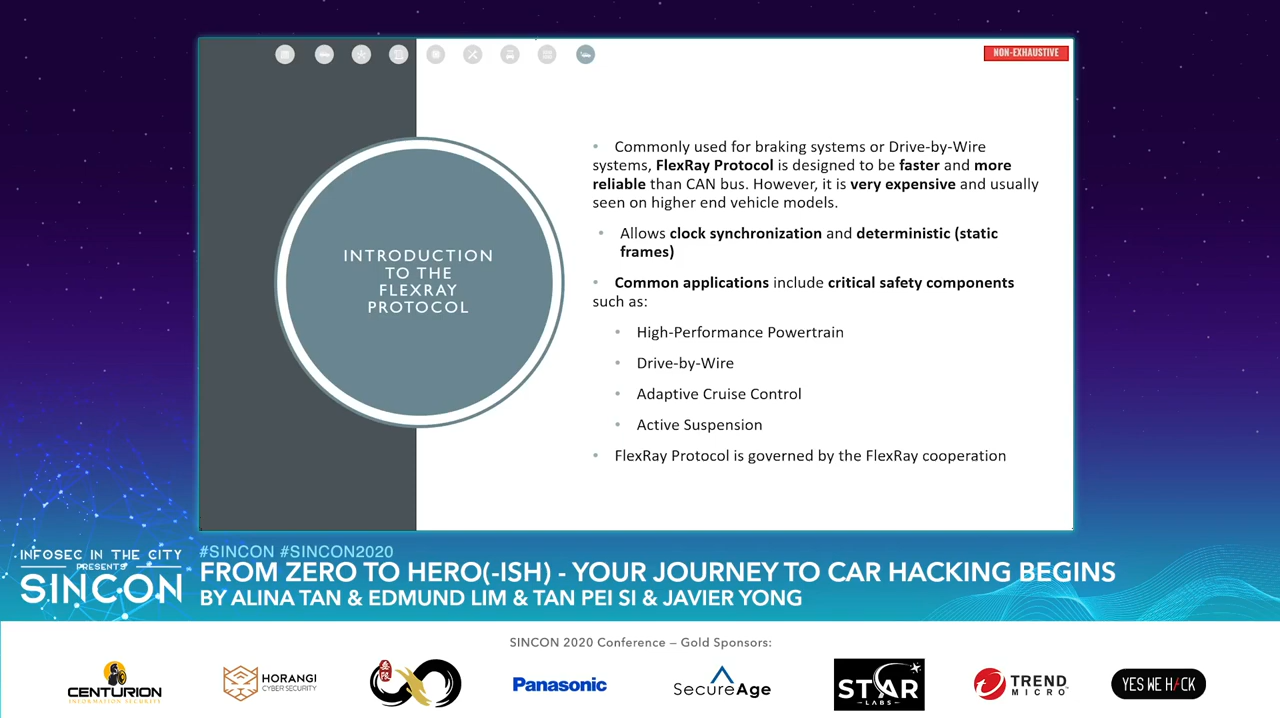 NON-EXHAUSTIVE
INTRODUCTION
TO THE
FLEXRAY
PROTOCOL
• Commonly used for braking systems or Drive-by-Wire
systems, FlexRay Protocol is designed to be faster and more
reliable than CAN bus. However, it is very expensive and usually
seen on higher end vehicle models.
• Allows clock synchronization and deterministic (static
frames)
• Common applications include critical safety components
such as:
• High-Performance Powertrain
• Drive-by-Wire
• Adaptive Cruise Control
• Active Suspension
• FlexRay Protocol is governed by the FlexRay cooperation
INFOSEC IN THE CITY
PRESENTS
SINCON
#SINCON #SINCON2020
FROM ZERO TO HERO(-ISH) - YOUR JOURNEY TO CAR HACKING BEGINS
BY ALINA TAN & EDMUND LIM & TAN PEI SI & JAVIER YONG
SINCON 2020 Conference – Gold Sponsors:
CENTURION
INFORMATION SECURITY
HORANGI
CYBER SECURITY
Panasonic
SecureAge
STAR
LABS
TREND
MICRO
YES WE H/CK